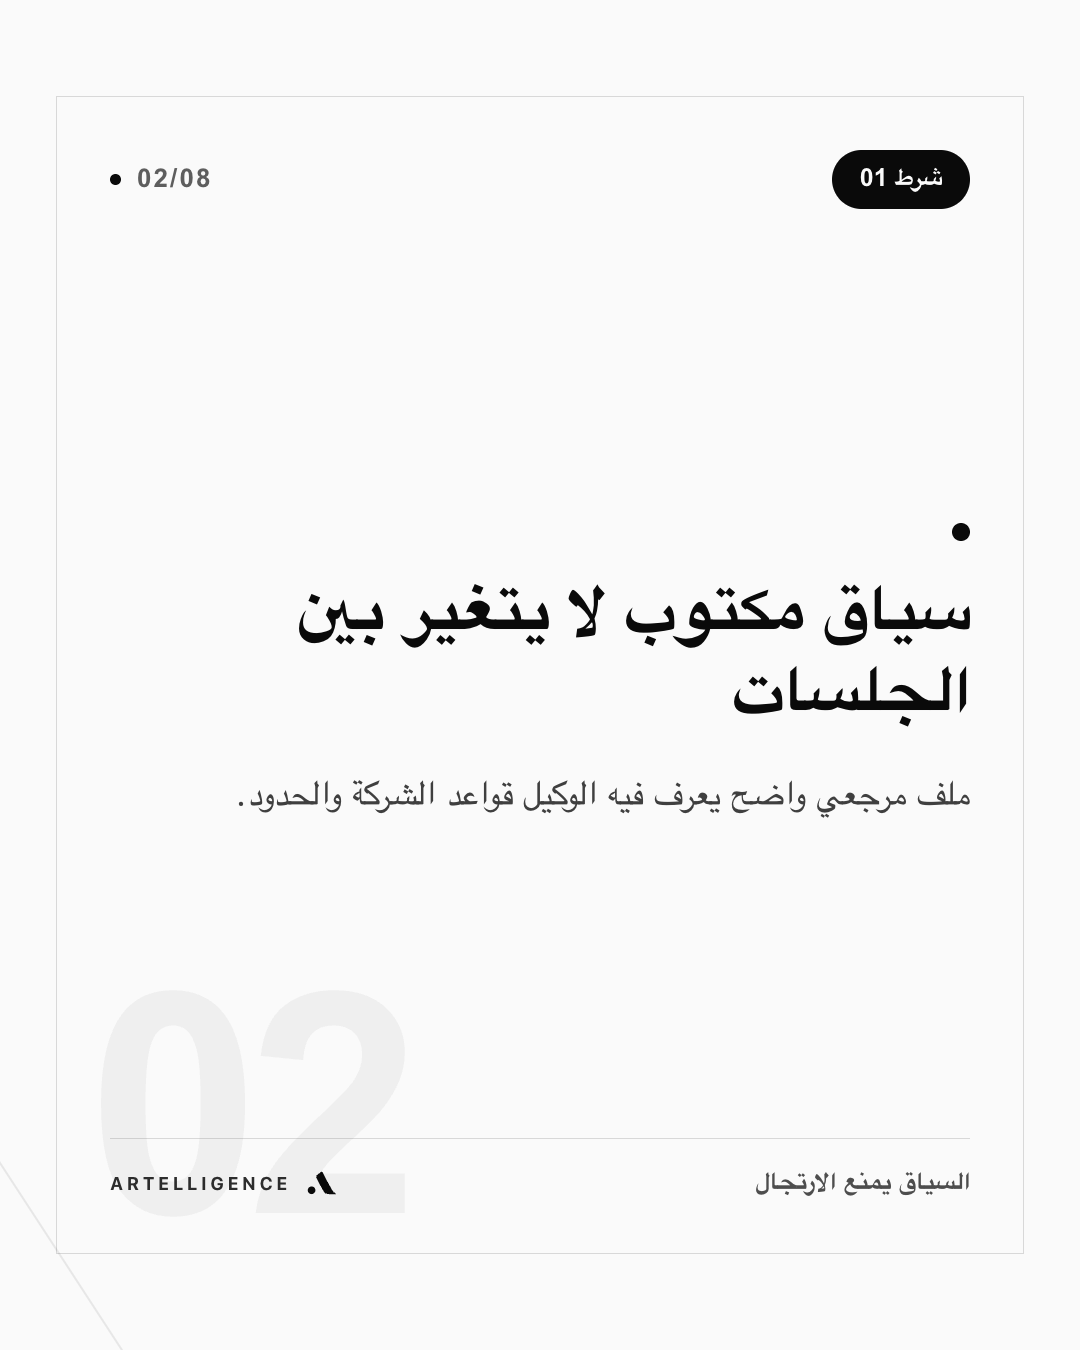 شرط 01
02/08
سياق مكتوب لا يتغير بين
الجلسات
ملف مرجعي واضح يعرف فيه الوكيل قواعد الشركة والحدود.
02
السياق يمنع الارتجال
ARTELLIGENCE